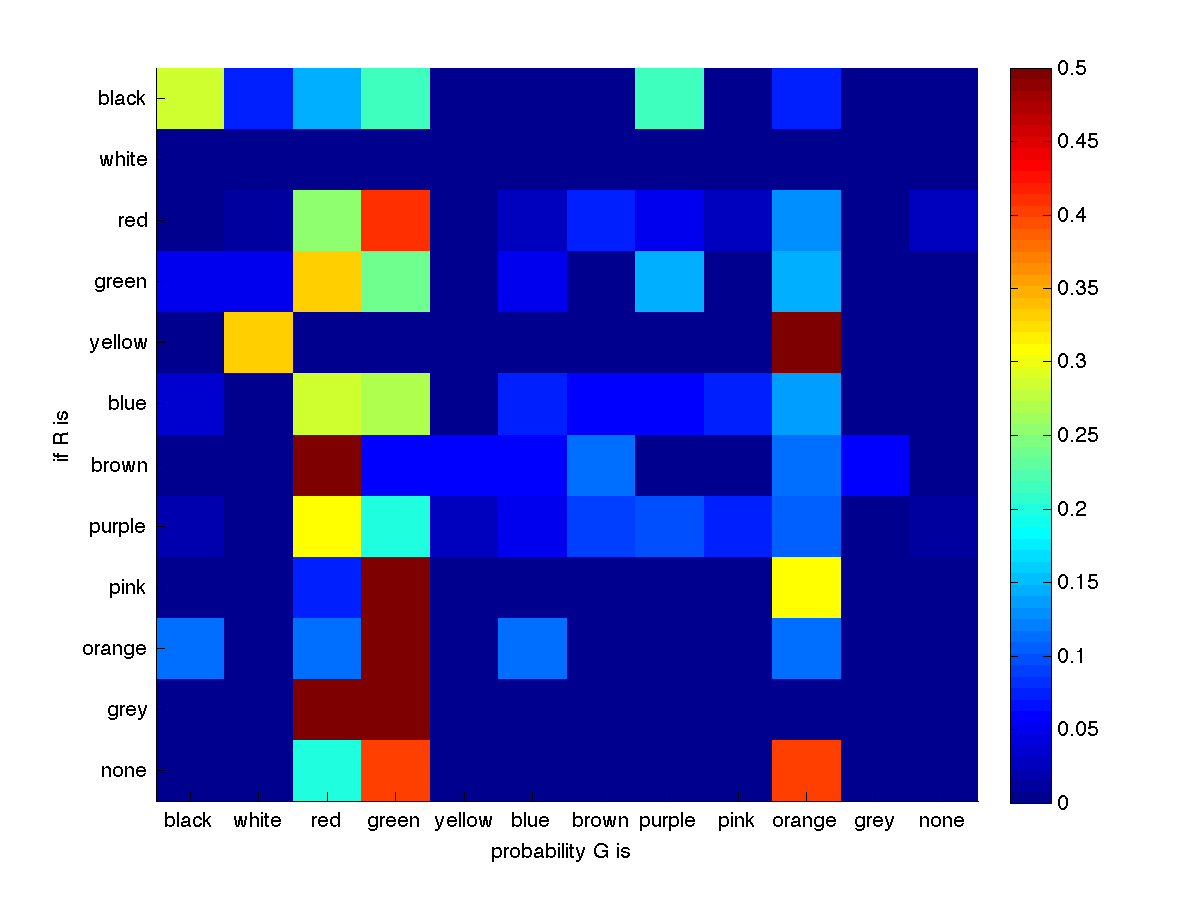 black
white
red
green
yellow
blue
brown
purple
pink
orange
grey
none
if R is
black white red green yellow blue brown purple pink orange grey none
probability G is
0.5
0.45
0.4
0.35
0.3
0.25
0.2
0.15
0.1
0.05
0